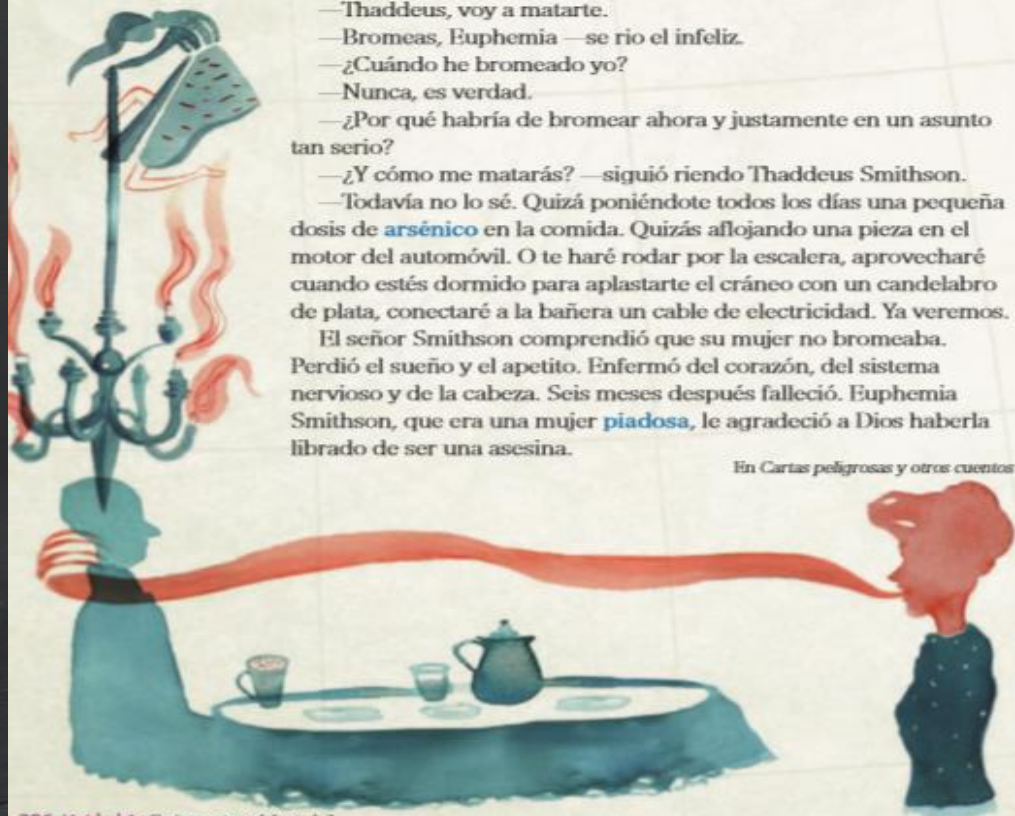 —Thaddeus, voy a matarte.
—Bromeas, Euphemia —se rio el infeliz.
—¿Cuándo he bromeado yo?
—Nunca, es verdad.
—¿Por qué habría de bromear ahora y justamente en un asunto
tan serio?
—¿Y cómo me matarás? —siguió riendo Thaddeus Smithson.
—Todavía no lo sé. Quizá poniéndote todos los días una pequeña
dosis de arsénico en la comida. Quizás aflojando una pieza en el
motor del automóvil. O te haré rodar por la escalera, aprovecharé
cuando estés dormido para aplastarte el cráneo con un candelabro
de plata, conectaré a la bañera un cable de electricidad. Ya veremos.
El señor Smithson comprendió que su mujer no bromeaba.
Perdió el sueño y el apetito. Enfermó del corazón, del sistema
nervioso y de la cabeza. Seis meses después falleció. Euphemia
Smithson, que era una mujer piadosa, le agradeció a Dios haberla
librado de ser una asesina.
En Cartas peligrosas y otros cuentos